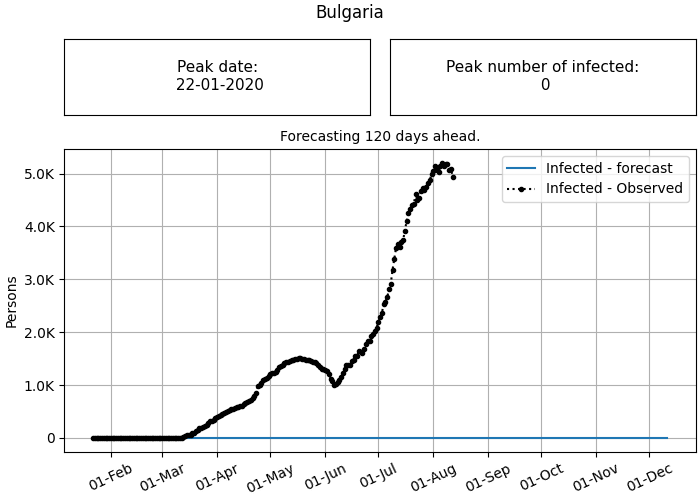 Bulgaria
Peak date:
22-01-2020
Peak number of infected:
0
Forecasting 120 days ahead.
Infected - forecast
Infected - Observed
Persons
5.0K
4.0K
3.0K
2.0K
1.0K
0
01-Feb
01-Mar
01-Apr
01-May
01-Jun
01-Jul
01-Aug
01-Sep
01-Oct
01-Nov
01-Dec